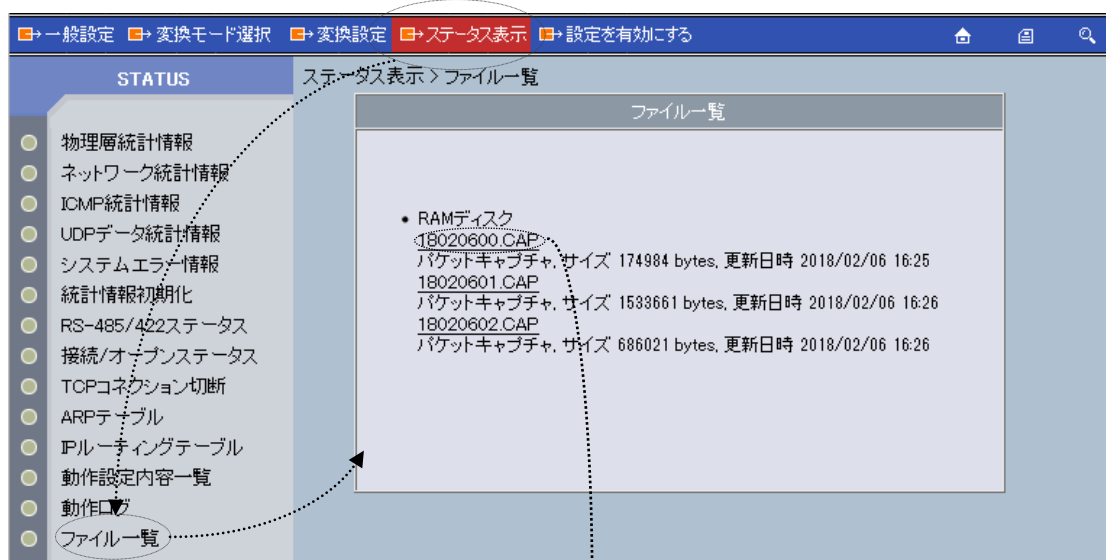 一般設定 変換モード選択 変換設定 ステータス表示 設定を有効にする
STATUS
ステータス表示 > ファイル一覧
物理層統計情報
ネットワーク統計情報
ICMP統計情報
UDPデータ統計情報
システムエラー情報
統計情報初期化
RS-485/422ステータス
接続/オープンステータス
TCPコネクション切断
ARPテーブル
IPルーティングテーブル
動作設定内容一覧
動作ログ
ファイル一覧
ファイル一覧
• RAMディスク
18020600.CAP
パケットキャプチャ, サイズ 174984 bytes, 更新日時 2018/02/06 16:25
18020601.CAP
パケットキャプチャ, サイズ 1533661 bytes, 更新日時 2018/02/06 16:26
18020602.CAP
パケットキャプチャ, サイズ 686021 bytes, 更新日時 2018/02/06 16:26